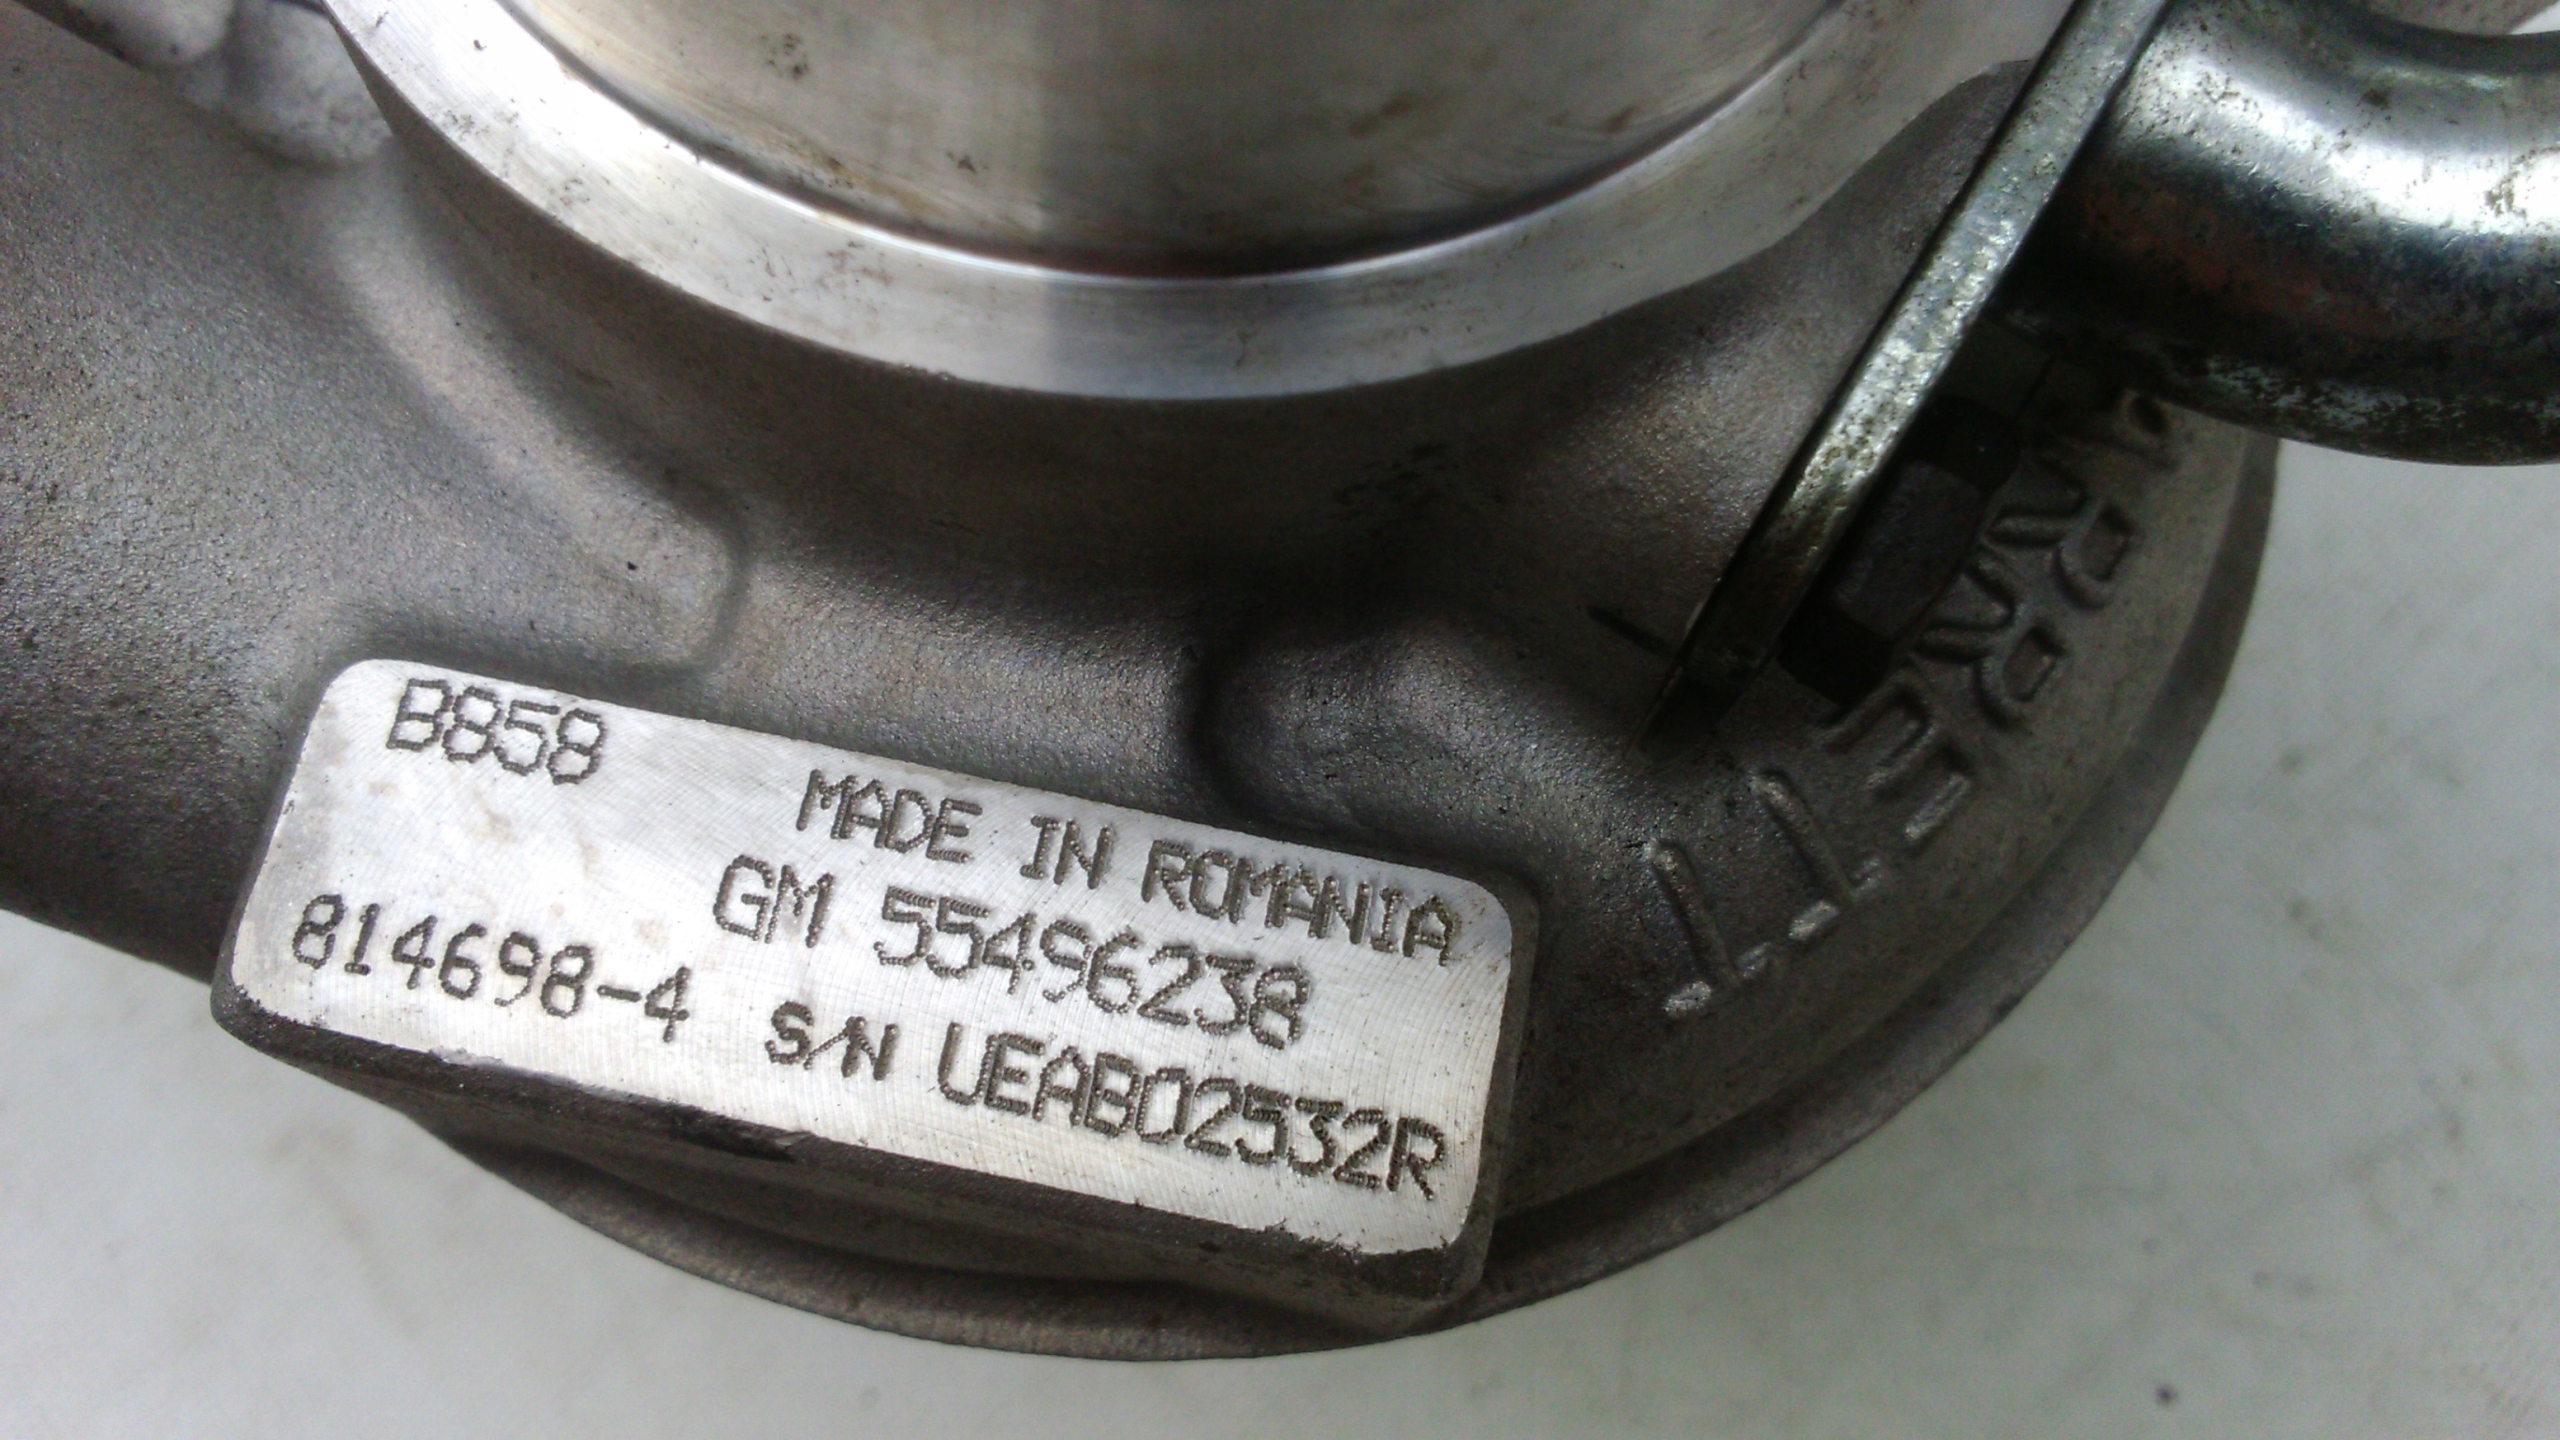 B858
MADE IN ROMANIA
GM 55496238
814698-4 S/N UEAB02532R